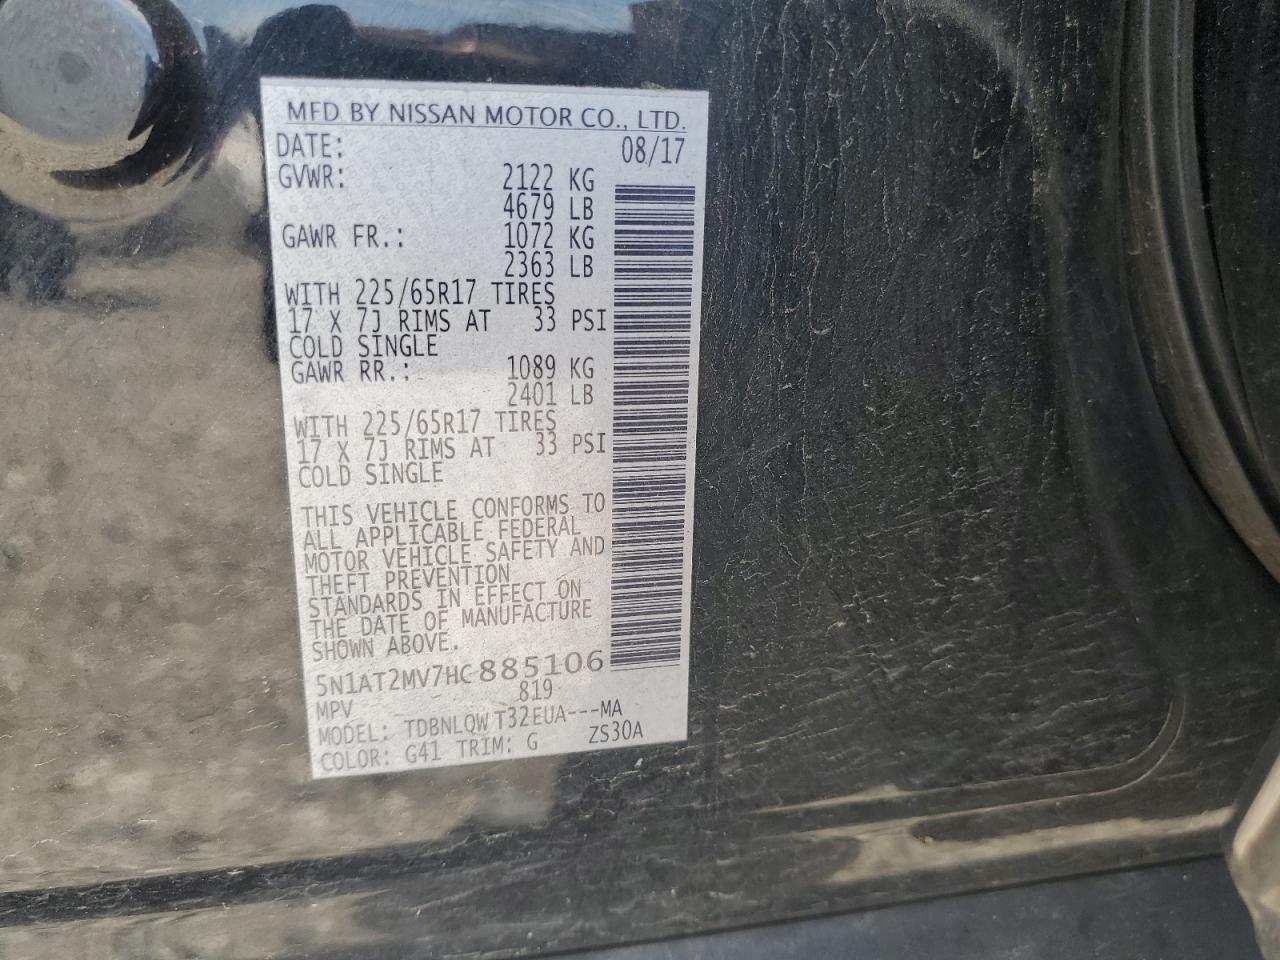 MFD BY NISSAN MOTOR CO., LTD.
DATE: 08/17
GVWR: 2122 KG
4679 LB
GAWR FR.: 1072 KG
2363 LB
WITH 225/65R17 TIRES
17 X 7J RIMS AT 33 PSI
COLD SINGLE
GAWR RR.: 1089 KG
2401 LB
WITH 225/65R17 TIRES
17 X 7J RIMS AT 33 PSI
COLD SINGLE
THIS VEHICLE CONFORMS TO
ALL APPLICABLE FEDERAL
MOTOR VEHICLE SAFETY AND
THEFT PREVENTION
STANDARDS IN EFFECT ON
THE DATE OF MANUFACTURE
SHOWN ABOVE.
5N1AT2MV7HC885106
MPV 819
MODEL: TDBNLQW T32EUA---MA
COLOR: G41 TRIM: G ZS30A